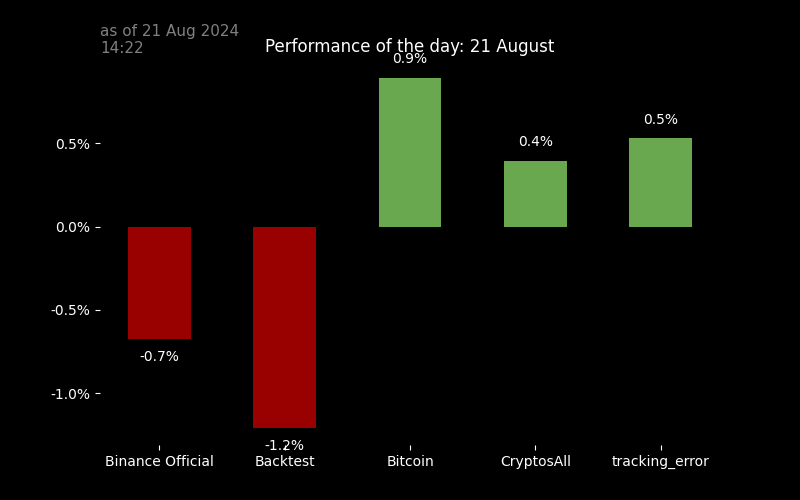 as of 21 Aug 2024
14:22
Performance of the day: 21 August
0.9%
0.5%
0.4%
0.5%
0.0%
-0.5%
-0.7%
-1.0%
-1.2%
Binance Official
Backtest
Bitcoin
CryptosAll
tracking_error